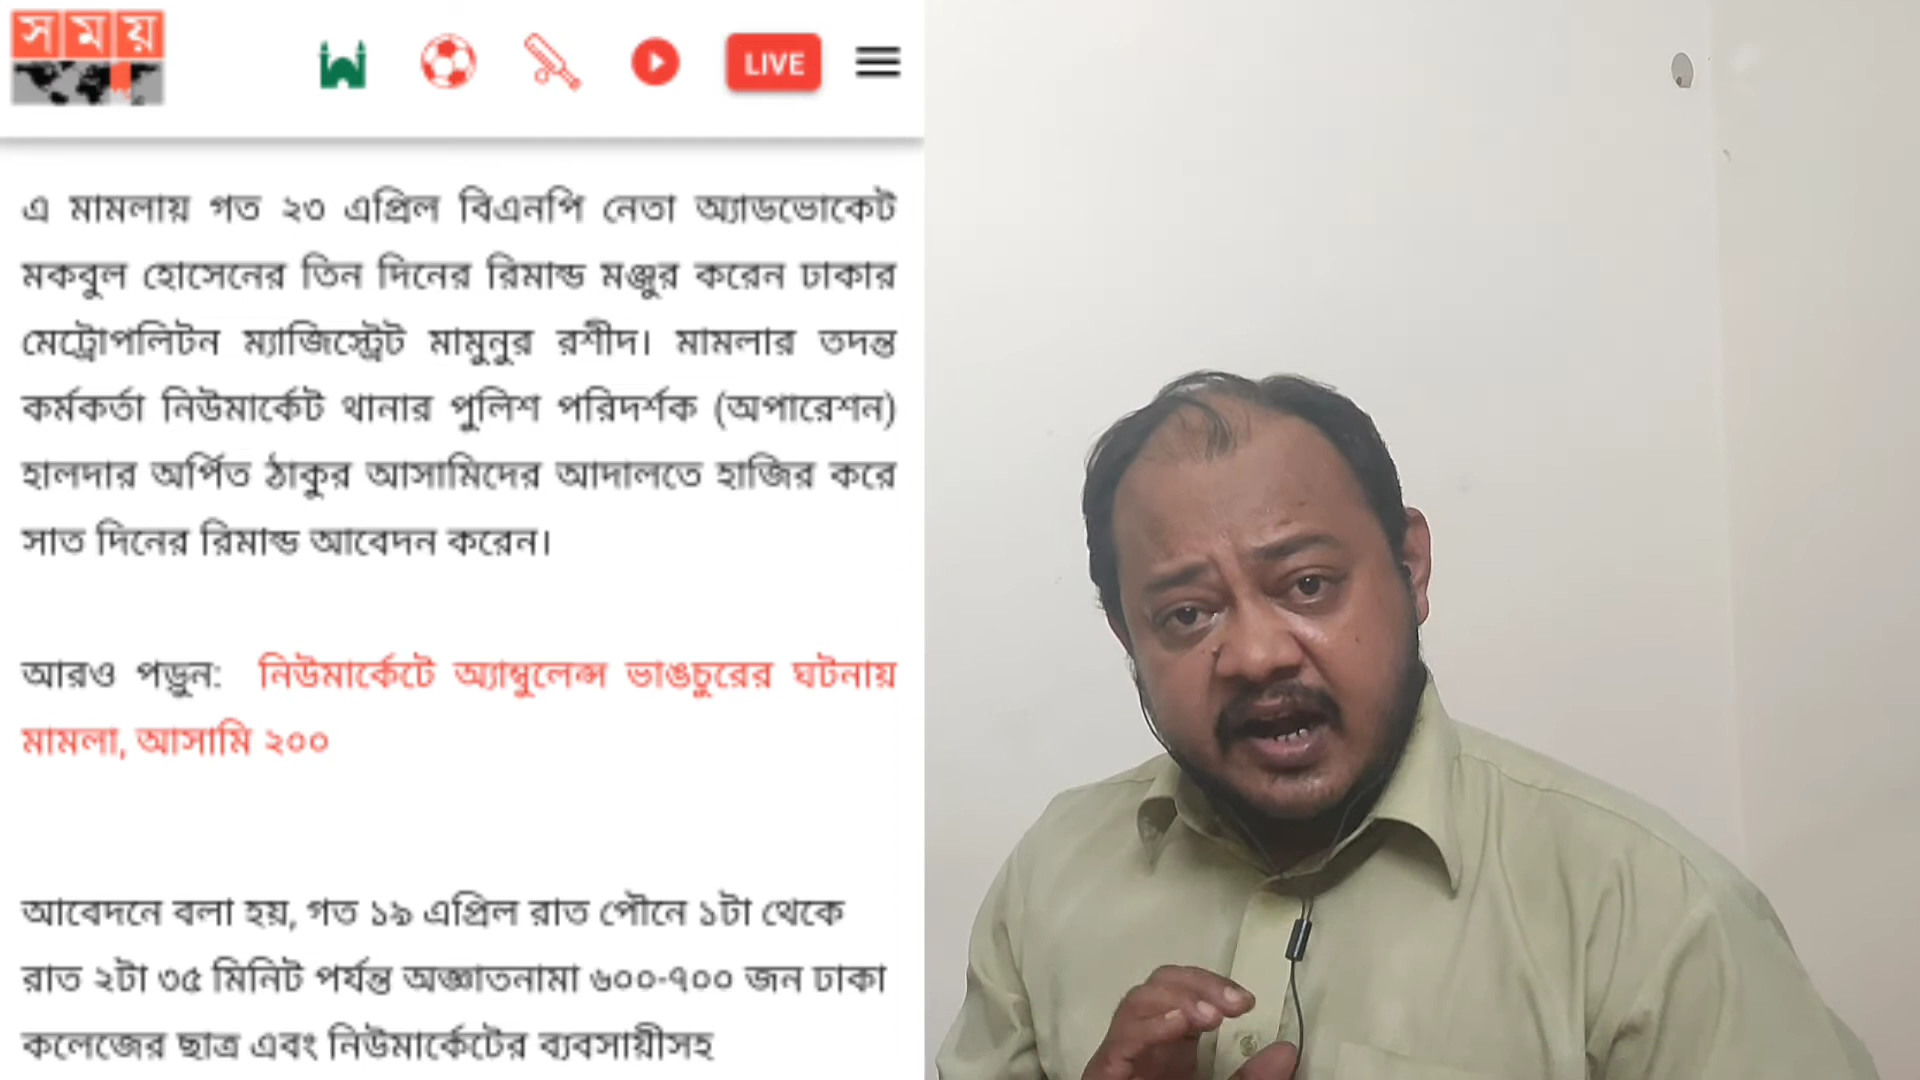 সময়
LIVE
এ মামলায় গত ২৩ এপ্রিল বিএনপি নেতা অ্যাডভোকেট
মকবুল হোসেনের তিন দিনের রিমান্ড মঞ্জুর করেন ঢাকার
মেট্রোপলিটন ম্যাজিস্ট্রেট মামুনুর রশীদ। মামলার তদন্ত
কর্মকর্তা নিউমার্কেট থানার পুলিশ পরিদর্শক (অপারেশন)
হালদার অর্পিত ঠাকুর আসামিদের আদালতে হাজির করে
সাত দিনের রিমান্ড আবেদন করেন।
আরও পড়ুন: নিউমার্কেটে অ্যাম্বুলেন্স ভাঙচুরের ঘটনায়
মামলা, আসামি ২০০
আবেদনে বলা হয়, গত ১৯ এপ্রিল রাত পৌনে ১টা থেকে
রাত ২টা ৩৫ মিনিট পর্যন্ত অজ্ঞাতনামা ৬০০-৭০০ জন ঢাকা
কলেজের ছাত্র এবং নিউমার্কেটের ব্যবসায়ীসহ